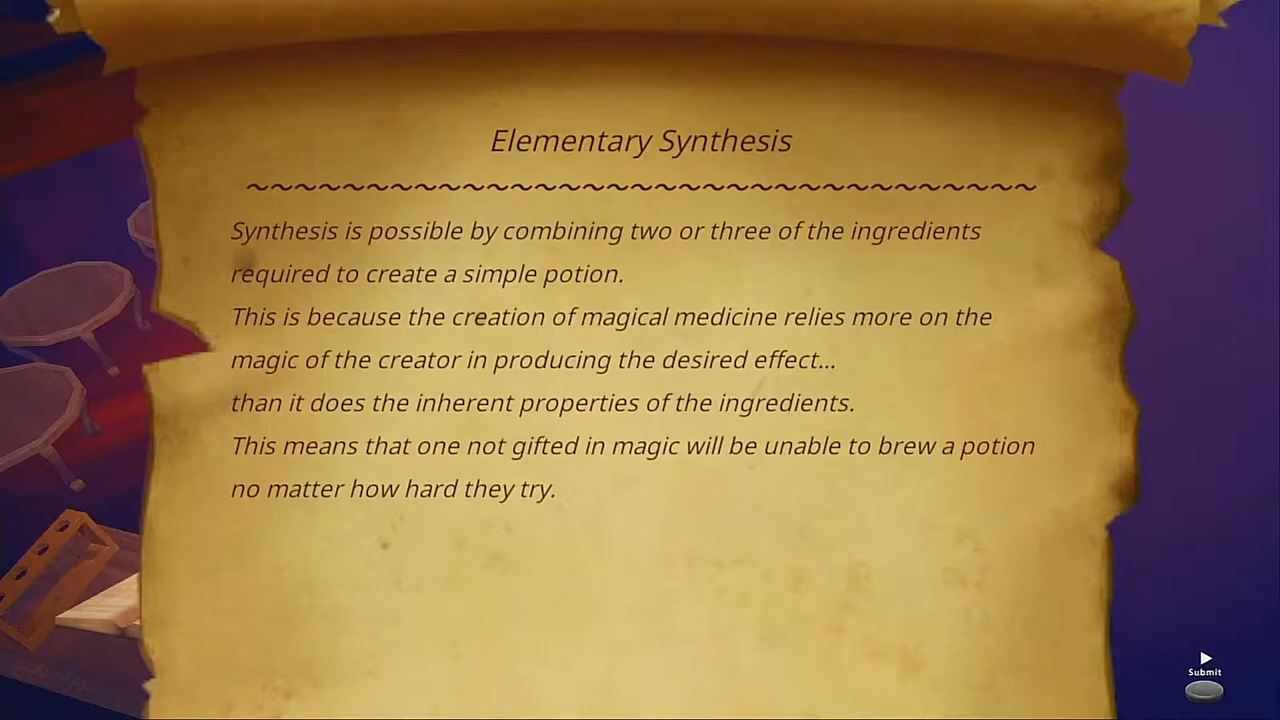 Elementary Synthesis
Synthesis is possible by combining two or three of the ingredients
required to create a simple potion.
This is because the creation of magical medicine relies more on the
magic of the creator in producing the desired effect...
than it does the inherent properties of the ingredients.
This means that one not gifted in magic will be unable to brew a potion
no matter how hard they try.
Submit